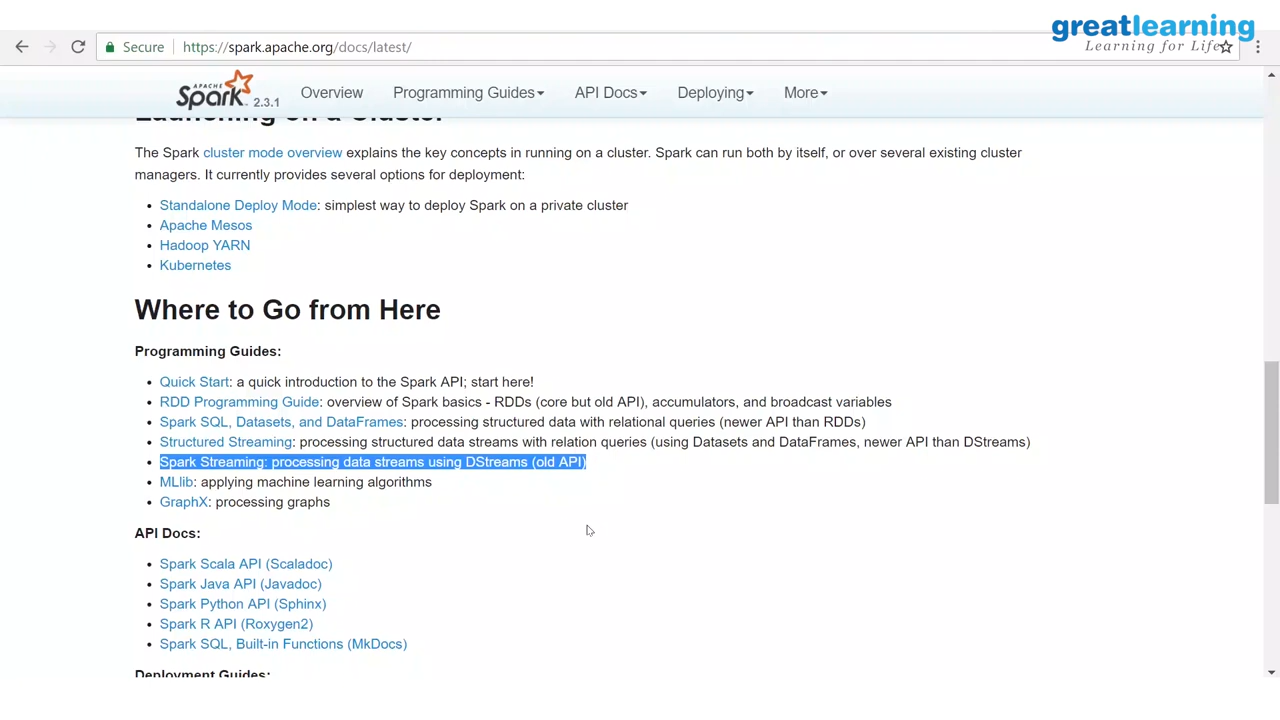 greatlearning
Learning for Life
Secure https://spark.apache.org/docs/latest/
APACHE Spark 2.3.1 Overview Programming Guides API Docs Deploying More
Launching on a Cluster
The Spark cluster mode overview explains the key concepts in running on a cluster. Spark can run both by itself, or over several existing cluster
managers. It currently provides several options for deployment:
• Standalone Deploy Mode: simplest way to deploy Spark on a private cluster
• Apache Mesos
• Hadoop YARN
• Kubernetes
Where to Go from Here
Programming Guides:
• Quick Start: a quick introduction to the Spark API; start here!
• RDD Programming Guide: overview of Spark basics - RDDs (core but old API), accumulators, and broadcast variables
• Spark SQL, Datasets, and DataFrames: processing structured data with relational queries (newer API than RDDs)
• Structured Streaming: processing structured data streams with relation queries (using Datasets and DataFrames, newer API than DStreams)
• Spark Streaming: processing data streams using DStreams (old API)
• MLlib: applying machine learning algorithms
• GraphX: processing graphs
API Docs:
• Spark Scala API (Scaladoc)
• Spark Java API (Javadoc)
• Spark Python API (Sphinx)
• Spark R API (Roxygen2)
• Spark SQL, Built-in Functions (MkDocs)
Deployment Guides: